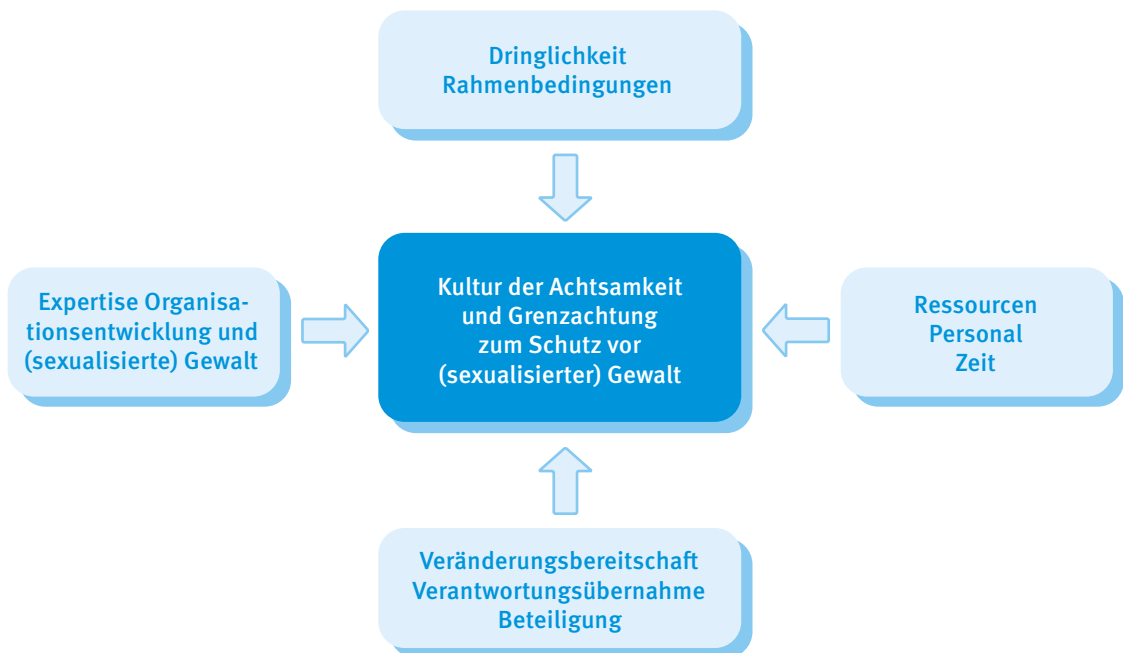 Dringlichkeit
Rahmenbedingungen
Expertise Organisa-
tionsentwicklung und
(sexualisierte) Gewalt
Kultur der Achtsamkeit
und Grenzachtung
zum Schutz vor
(sexualisierter) Gewalt
Ressourcen
Personal
Zeit
Veränderungsbereitschaft
Verantwortungsübernahme
Beteiligung